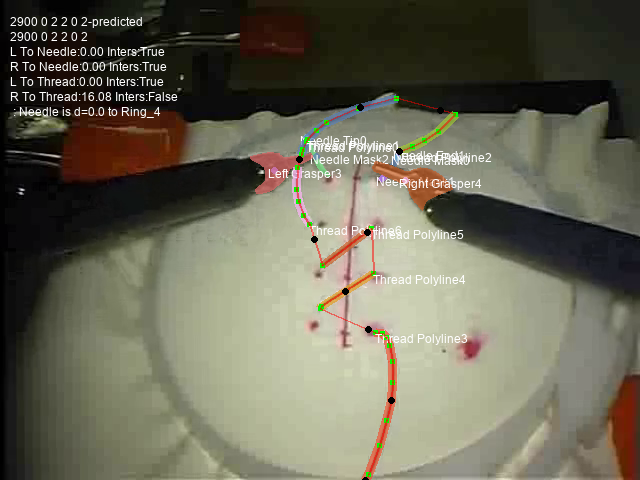 2900 0 2 2 0 2-predicted
2900 0 2 2 0 2
L To Needle:0.00 Inters:True
R To Needle:0.00 Inters:True
L To Thread:0.00 Inters:True
R To Thread:16.08 Inters:False
: Needle is d=0.0 to Ring_4
Needle Tip0
Thread Polyline1
Needle Mask2
Left Grasper3
Needle Mask0
Right Grasper4
Thread Polyline6
Thread Polyline5
Thread Polyline4
Thread Polyline3